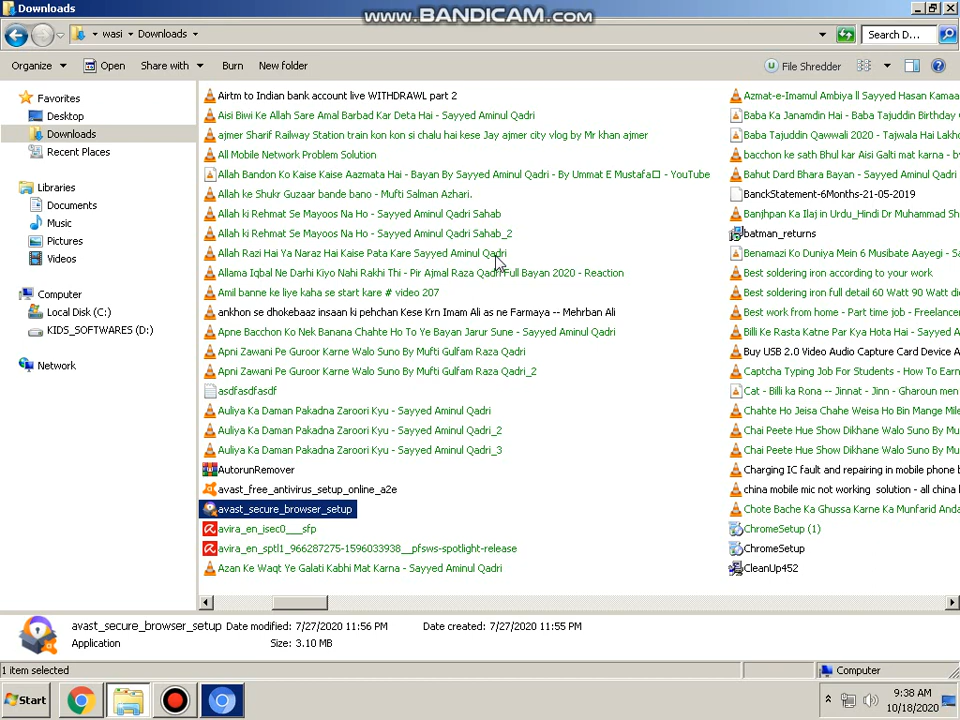 Downloads
www.BANDICAM.com
wasi Downloads
Search D...
Organize Open Share with Burn New folder File Shredder
Favorites
Desktop
Downloads
Recent Places
Libraries
Documents
Music
Pictures
Videos
Computer
Local Disk (C:)
KIDS_SOFTWARES (D:)
Network
Airtm to Indian bank account live WITHDRAWL part 2
Aisi Biwi Ke Allah Sare Amal Barbad Kar Deta Hai - Sayyed Aminul Qadri
ajmer Sharif Railway Station train kon kon si chalu hai kese Jay ajmer city vlog by Mr khan ajmer
All Mobile Network Problem Solution
Allah Bandon Ko Kaise Kaise Aazmata Hai - Bayan By Sayyed Aminul Qadri - By Ummat E Mustafa□ - YouTube
Allah ke Shukr Guzaar bande bano - Mufti Salman Azhari.
Allah ki Rehmat Se Mayoos Na Ho - Sayyed Aminul Qadri Sahab
Allah ki Rehmat Se Mayoos Na Ho - Sayyed Aminul Qadri Sahab_2
Allah Razi Hai Ya Naraz Hai Kaise Pata Kare Sayyed Aminul Qadri
Allama Iqbal Ne Darhi Kiyo Nahi Rakhi Thi - Pir Ajmal Raza Qadri Full Bayan 2020 - Reaction
Amil banne ke liye kaha se start kare # video 207
ankhon se dhokebaaz insaan ki pehchan Kese Krn Imam Ali as ne Farmaya -- Mehrban Ali
Apne Bacchon Ko Nek Banana Chahte Ho To Ye Bayan Jarur Sune - Sayyed Aminul Qadri
Apni Zawani Pe Guroor Karne Walo Suno By Mufti Gulfam Raza Qadri
Apni Zawani Pe Guroor Karne Walo Suno By Mufti Gulfam Raza Qadri_2
asdfasdfasdf
Auliya Ka Daman Pakadna Zaroori Kyu - Sayyed Aminul Qadri
Auliya Ka Daman Pakadna Zaroori Kyu - Sayyed Aminul Qadri_2
Auliya Ka Daman Pakadna Zaroori Kyu - Sayyed Aminul Qadri_3
AutorunRemover
avast_free_antivirus_setup_online_a2e
avast_secure_browser_setup
avira_en_isec0___sfp
avira_en_sptl1_966287275-1596033938__pfsws-spotlight-release
Azan Ke Waqt Ye Galati Kabhi Mat Karna - Sayyed Aminul Qadri
Azmat-e-Imamul Ambiya ll Sayyed Hasan Kamaa
Baba Ka Janamdin Hai - Baba Tajuddin Birthday
Baba Tajuddin Qawwali 2020 - Tajwala Hai Lakho
bacchon ke sath Bhul kar Aisi Galti mat karna - by
Bahut Dard Bhara Bayan - Sayyed Aminul Qadri
BanckStatement-6Months-21-05-2019
Banjhpan Ka Ilaj in Urdu_Hindi Dr Muhammad Sh
batman_returns
Benamazi Ko Duniya Mein 6 Musibate Aayegi - Sa
Best soldering iron according to your work
Best soldering iron full detail 60 Watt 90 Watt di
Best work from home - Part time job - Freelance
Billi Ke Rasta Katne Par Kya Hota Hai - Sayyed A
Buy USB 2.0 Video Audio Capture Card Device A
Captcha Typing Job For Students - How To Earn
Cat - Billi ka Rona -- Jinnat - Jinn - Gharoun men
Chahte Ho Jeisa Chahe Weisa Ho Bin Mange Mile
Chai Peete Hue Show Dikhane Walo Suno By Muf
Chai Peete Hue Show Dikhane Walo Suno By Muf
Charging IC fault and repairing in mobile phone b
china mobile mic not working solution - all china
Chote Bache Ka Ghussa Karne Ka Munfarid Anda
ChromeSetup (1)
ChromeSetup
CleanUp452
avast_secure_browser_setup Date modified: 7/27/2020 11:56 PM Date created: 7/27/2020 11:55 PM
Application Size: 3.10 MB
1 item selected Computer
Start
9:38 AM
10/18/2020